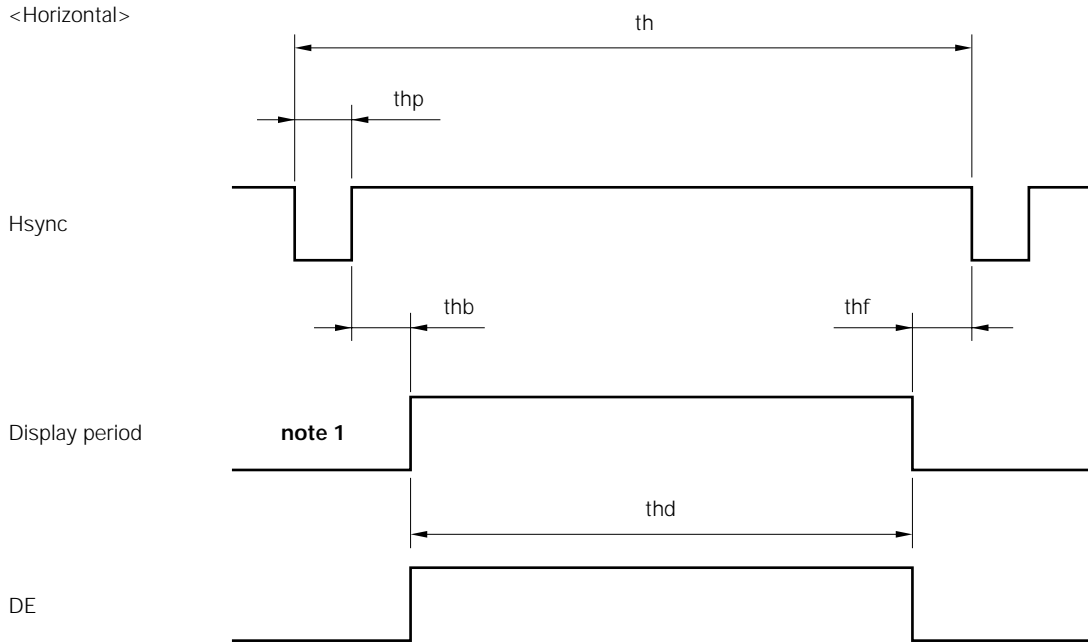 <Horizontal>
th
thp
Hsync
thb
thf
Display period
note 1
thd
DE